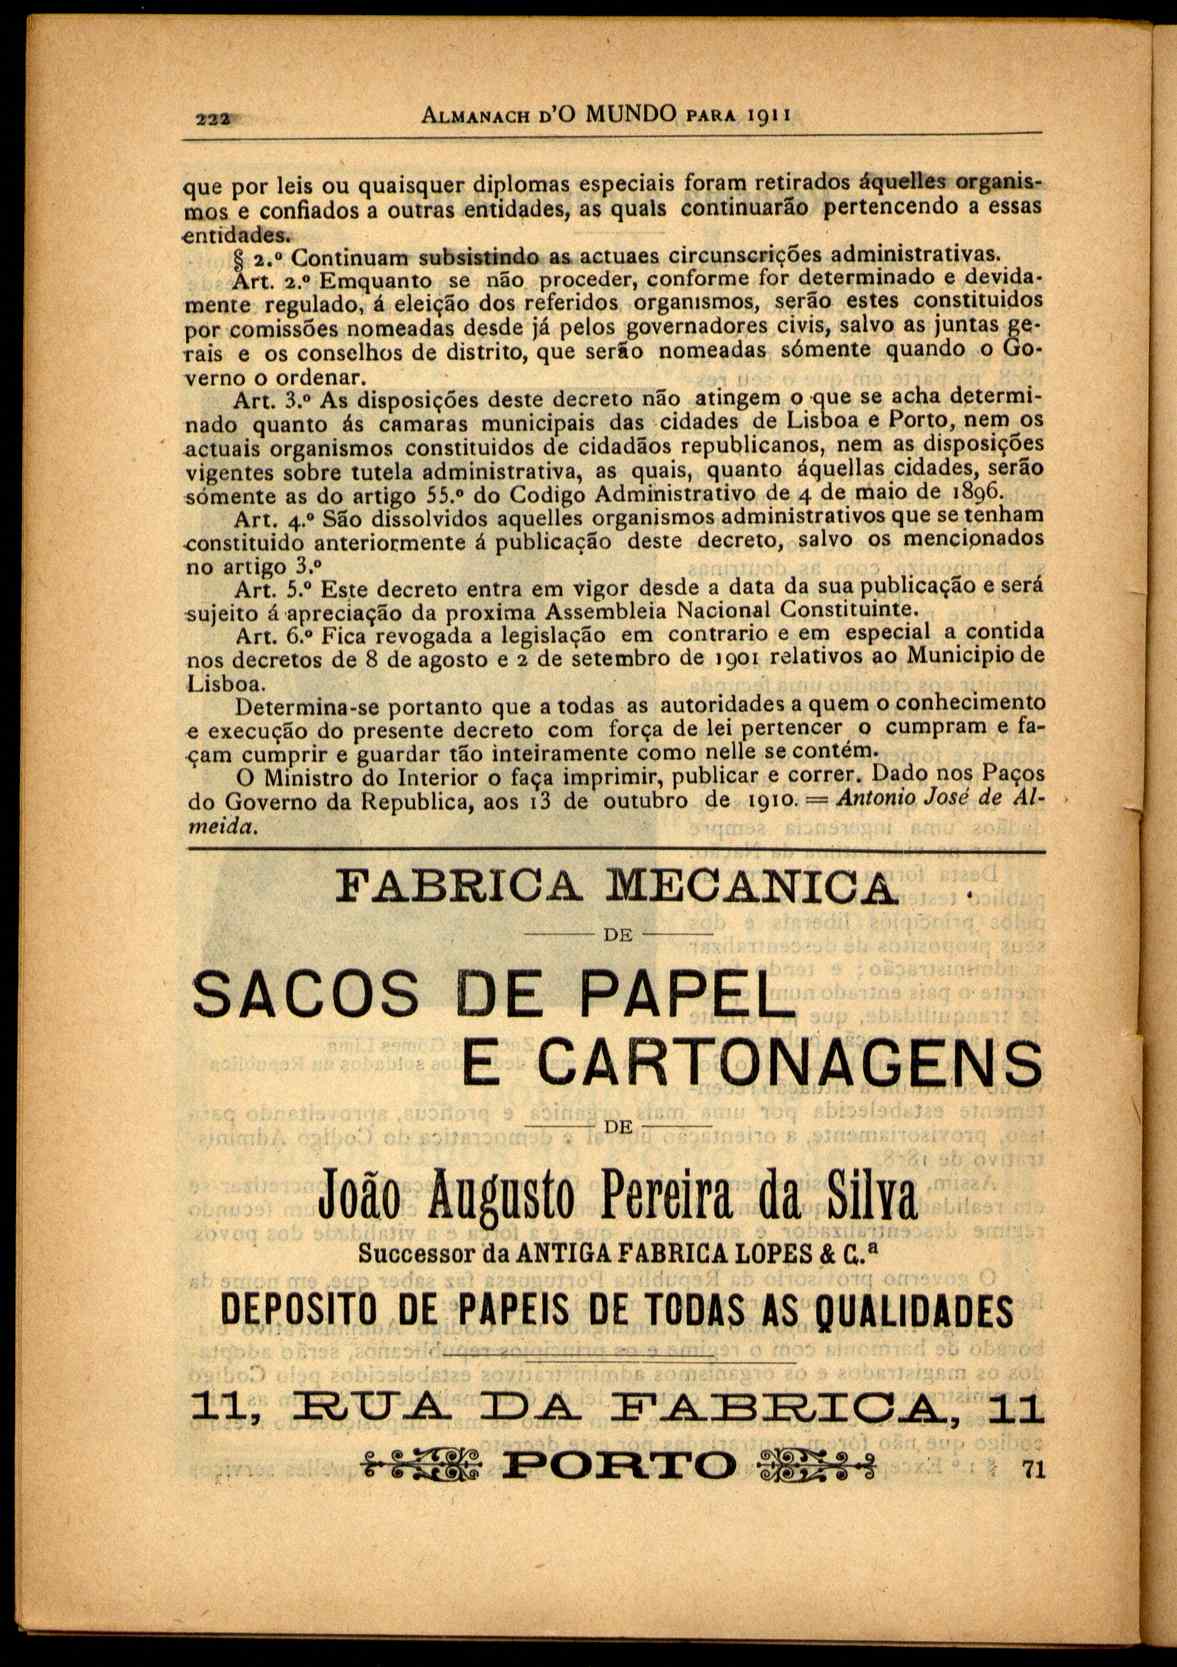 222
ALMANACH D'O MUNDO PARA 1911
que por leis ou quaisquer diplomas especiais foram retirados áquelles organis-
mos e confiados a outras entidades, as quais continuarão pertencendo a essas
entidades.
§ 2.º Continuam subsistindo as actuaes circunscrições administrativas.
Art. 2.º Emquanto se não proceder, conforme for determinado e devida-
mente regulado, á eleição dos referidos organismos, serão estes constituidos
por comissões nomeadas desde já pelos governadores civis, salvo as juntas ge-
rais e os conselhos de distrito, que serão nomeadas sómente quando o Go-
verno o ordenar.
Art. 3.º As disposições deste decreto não atingem o que se acha determi-
nado quanto ás camaras municipais das cidades de Lisboa e Porto, nem os
actuais organismos constituidos de cidadãos republicanos, nem as disposições
vigentes sobre tutela administrativa, as quais, quanto áquellas cidades, serão
sómente as do artigo 55.º do Codigo Administrativo de 4 de maio de 1896.
Art. 4.º São dissolvidos aquelles organismos administrativos que se tenham
constituido anteriormente á publicação deste decreto, salvo os mencionados
no artigo 3.º
Art. 5.º Este decreto entra em vigor desde a data da sua publicação e será
sujeito á apreciação da proxima Assembleia Nacional Constituinte.
Art. 6.º Fica revogada a legislação em contrario e em especial a contida
nos decretos de 8 de agosto e 2 de setembro de 1901 relativos ao Municipio de
Lisboa.
Determina-se portanto que a todas as autoridades a quem o conhecimento
e execução do presente decreto com força de lei pertencer o cumpram e fa-
çam cumprir e guardar tão inteiramente como nelle se contém.
O Ministro do Interior o faça imprimir, publicar e correr. Dado nos Paços
do Governo da Republica, aos 13 de outubro de 1910. = Antonio José de Al-
meida.
FABRICA MECANICA
DE
SACOS DE PAPEL
E CARTONAGENS
DE
João Augusto Pereira da Silva
Successor da ANTIGA FABRICA LOPES & C.ª
DEPOSITO DE PAPEIS DE TODAS AS QUALIDADES
11, RUA DA FABRICA, 11
PORTO
71